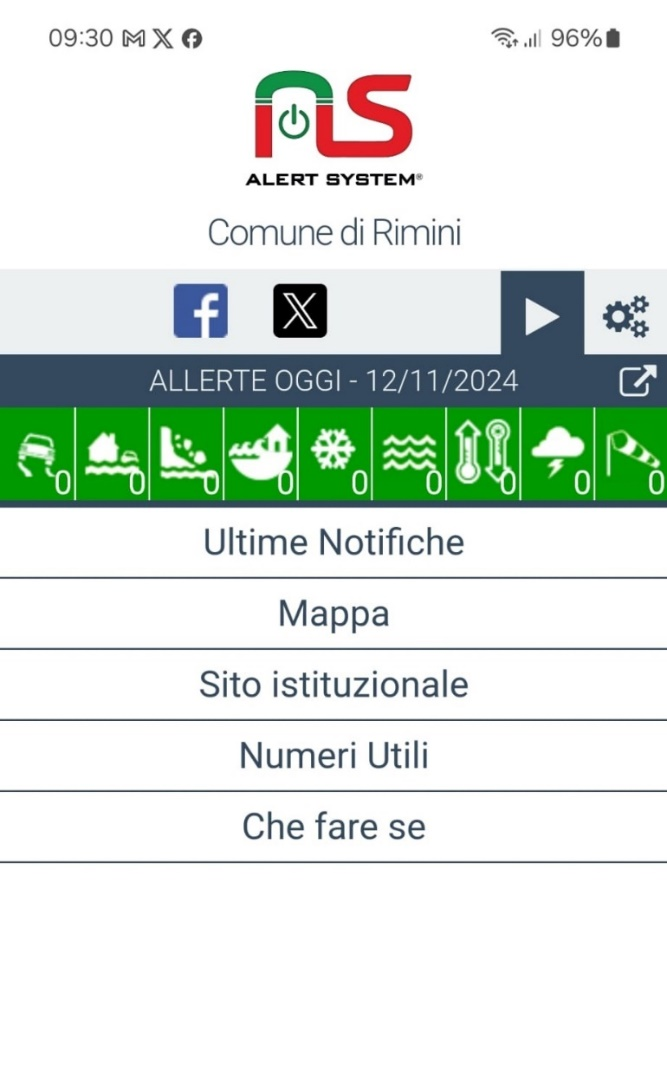 09:30 96%
ALERT SYSTEM®
Comune di Rimini
ALLERTE OGGI - 12/11/2024
0 0 0 0 0 0 0 0 0
Ultime Notifiche
Mappa
Sito istituzionale
Numeri Utili
Che fare se